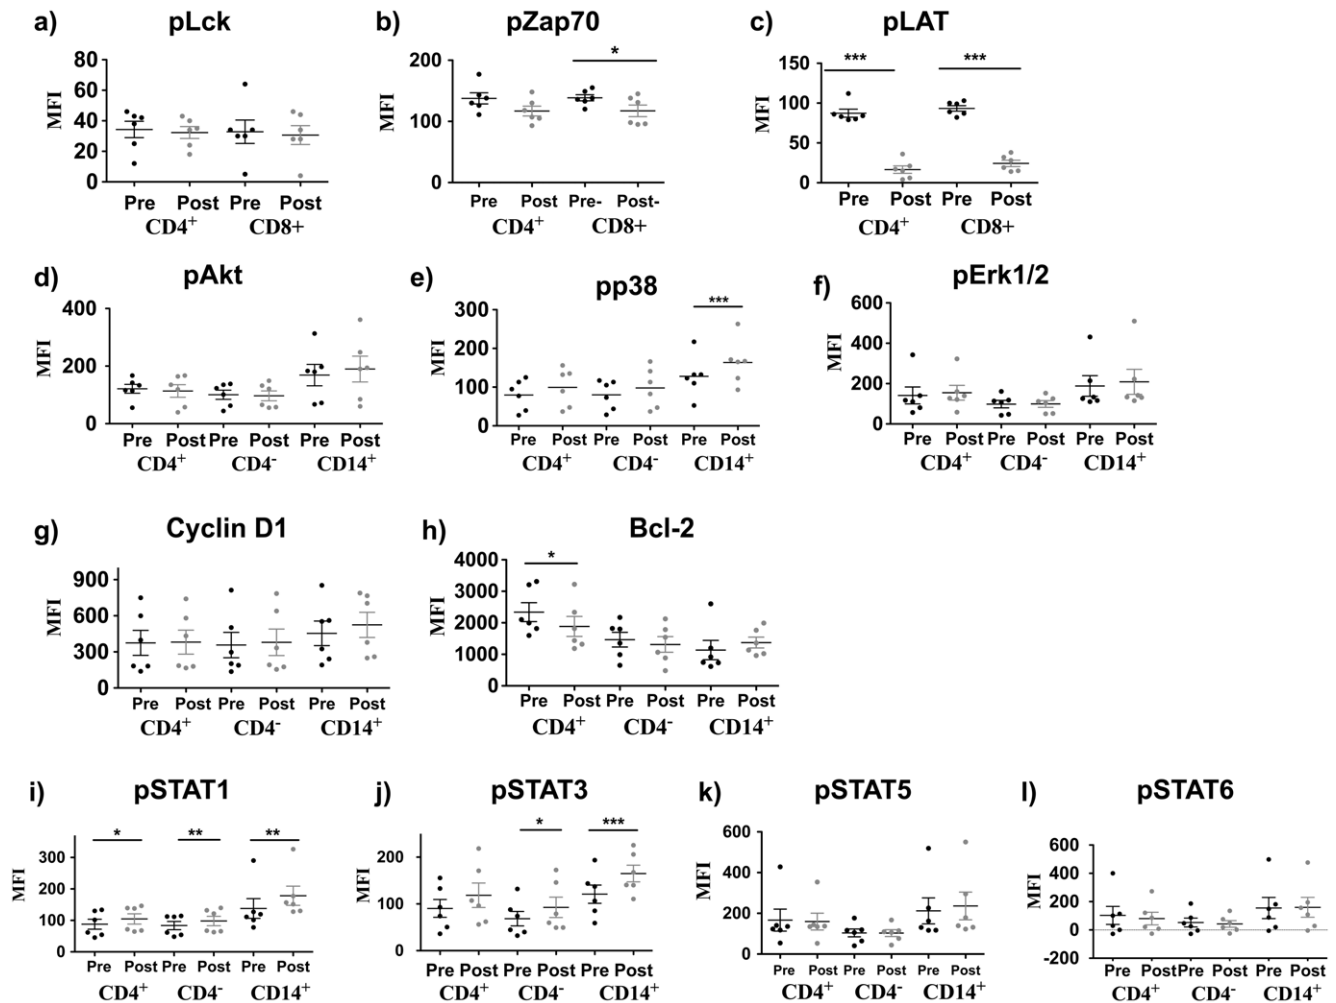 a) pLck
MFI
80
60
40
20
0
Pre Post Pre Post
CD4+ CD8+
b) pZap70
*
200
100
0
Pre Post Pre- Post-
CD4+ CD8+
c) pLAT
*** ***
MFI
150
100
50
0
Pre Post Pre Post
CD4+ CD8+
d) pAkt
MFI
400
200
0
Pre Post Pre Post Pre Post
CD4+ CD4- CD14+
e) pp38
***
MFI
300
200
100
0
Pre Post Pre Post Pre Post
CD4+ CD4- CD14+
f) pErk1/2
MFI
600
400
200
0
Pre Post Pre Post Pre Post
CD4+ CD4- CD14+
g) Cyclin D1
MFI
900
600
300
0
Pre Post Pre Post Pre Post
CD4+ CD4- CD14+
h) Bcl-2
*
MFI
4000
3000
2000
1000
0
Pre Post Pre Post Pre Post
CD4+ CD4- CD14+
i) pSTAT1
* ** **
MFI
300
200
100
0
Pre Post Pre Post Pre Post
CD4+ CD4- CD14+
j) pSTAT3
* ***
MFI
200
100
0
Pre Post Pre Post Pre Post
CD4+ CD4- CD14+
k) pSTAT5
MFI
600
400
200
0
Pre Post Pre Post Pre Post
CD4+ CD4- CD14+
l) pSTAT6
MFI
600
400
200
0
-200
Pre Post Pre Post Pre Post
CD4+ CD4- CD14+